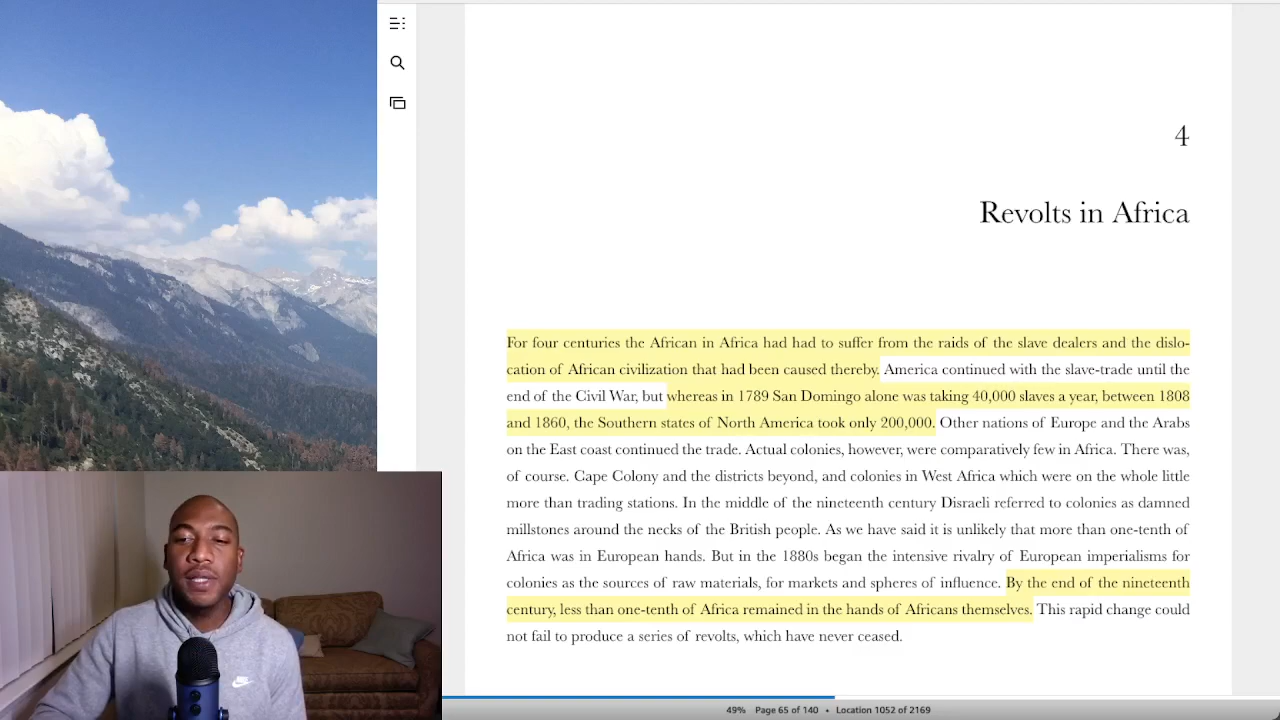 4
Revolts in Africa
For four centuries the African in Africa had had to suffer from the raids of the slave dealers and the dislo-
cation of African civilization that had been caused thereby. America continued with the slave-trade until the
end of the Civil War, but whereas in 1789 San Domingo alone was taking 40,000 slaves a year, between 1808
and 1860, the Southern states of North America took only 200,000. Other nations of Europe and the Arabs
on the East coast continued the trade. Actual colonies, however, were comparatively few in Africa. There was,
of course. Cape Colony and the districts beyond, and colonies in West Africa which were on the whole little
more than trading stations. In the middle of the nineteenth century Disraeli referred to colonies as damned
millstones around the necks of the British people. As we have said it is unlikely that more than one-tenth of
Africa was in European hands. But in the 1880s began the intensive rivalry of European imperialisms for
colonies as the sources of raw materials, for markets and spheres of influence. By the end of the nineteenth
century, less than one-tenth of Africa remained in the hands of Africans themselves. This rapid change could
not fail to produce a series of revolts, which have never ceased.
49% Page 65 of 140 • Location 1052 of 2169